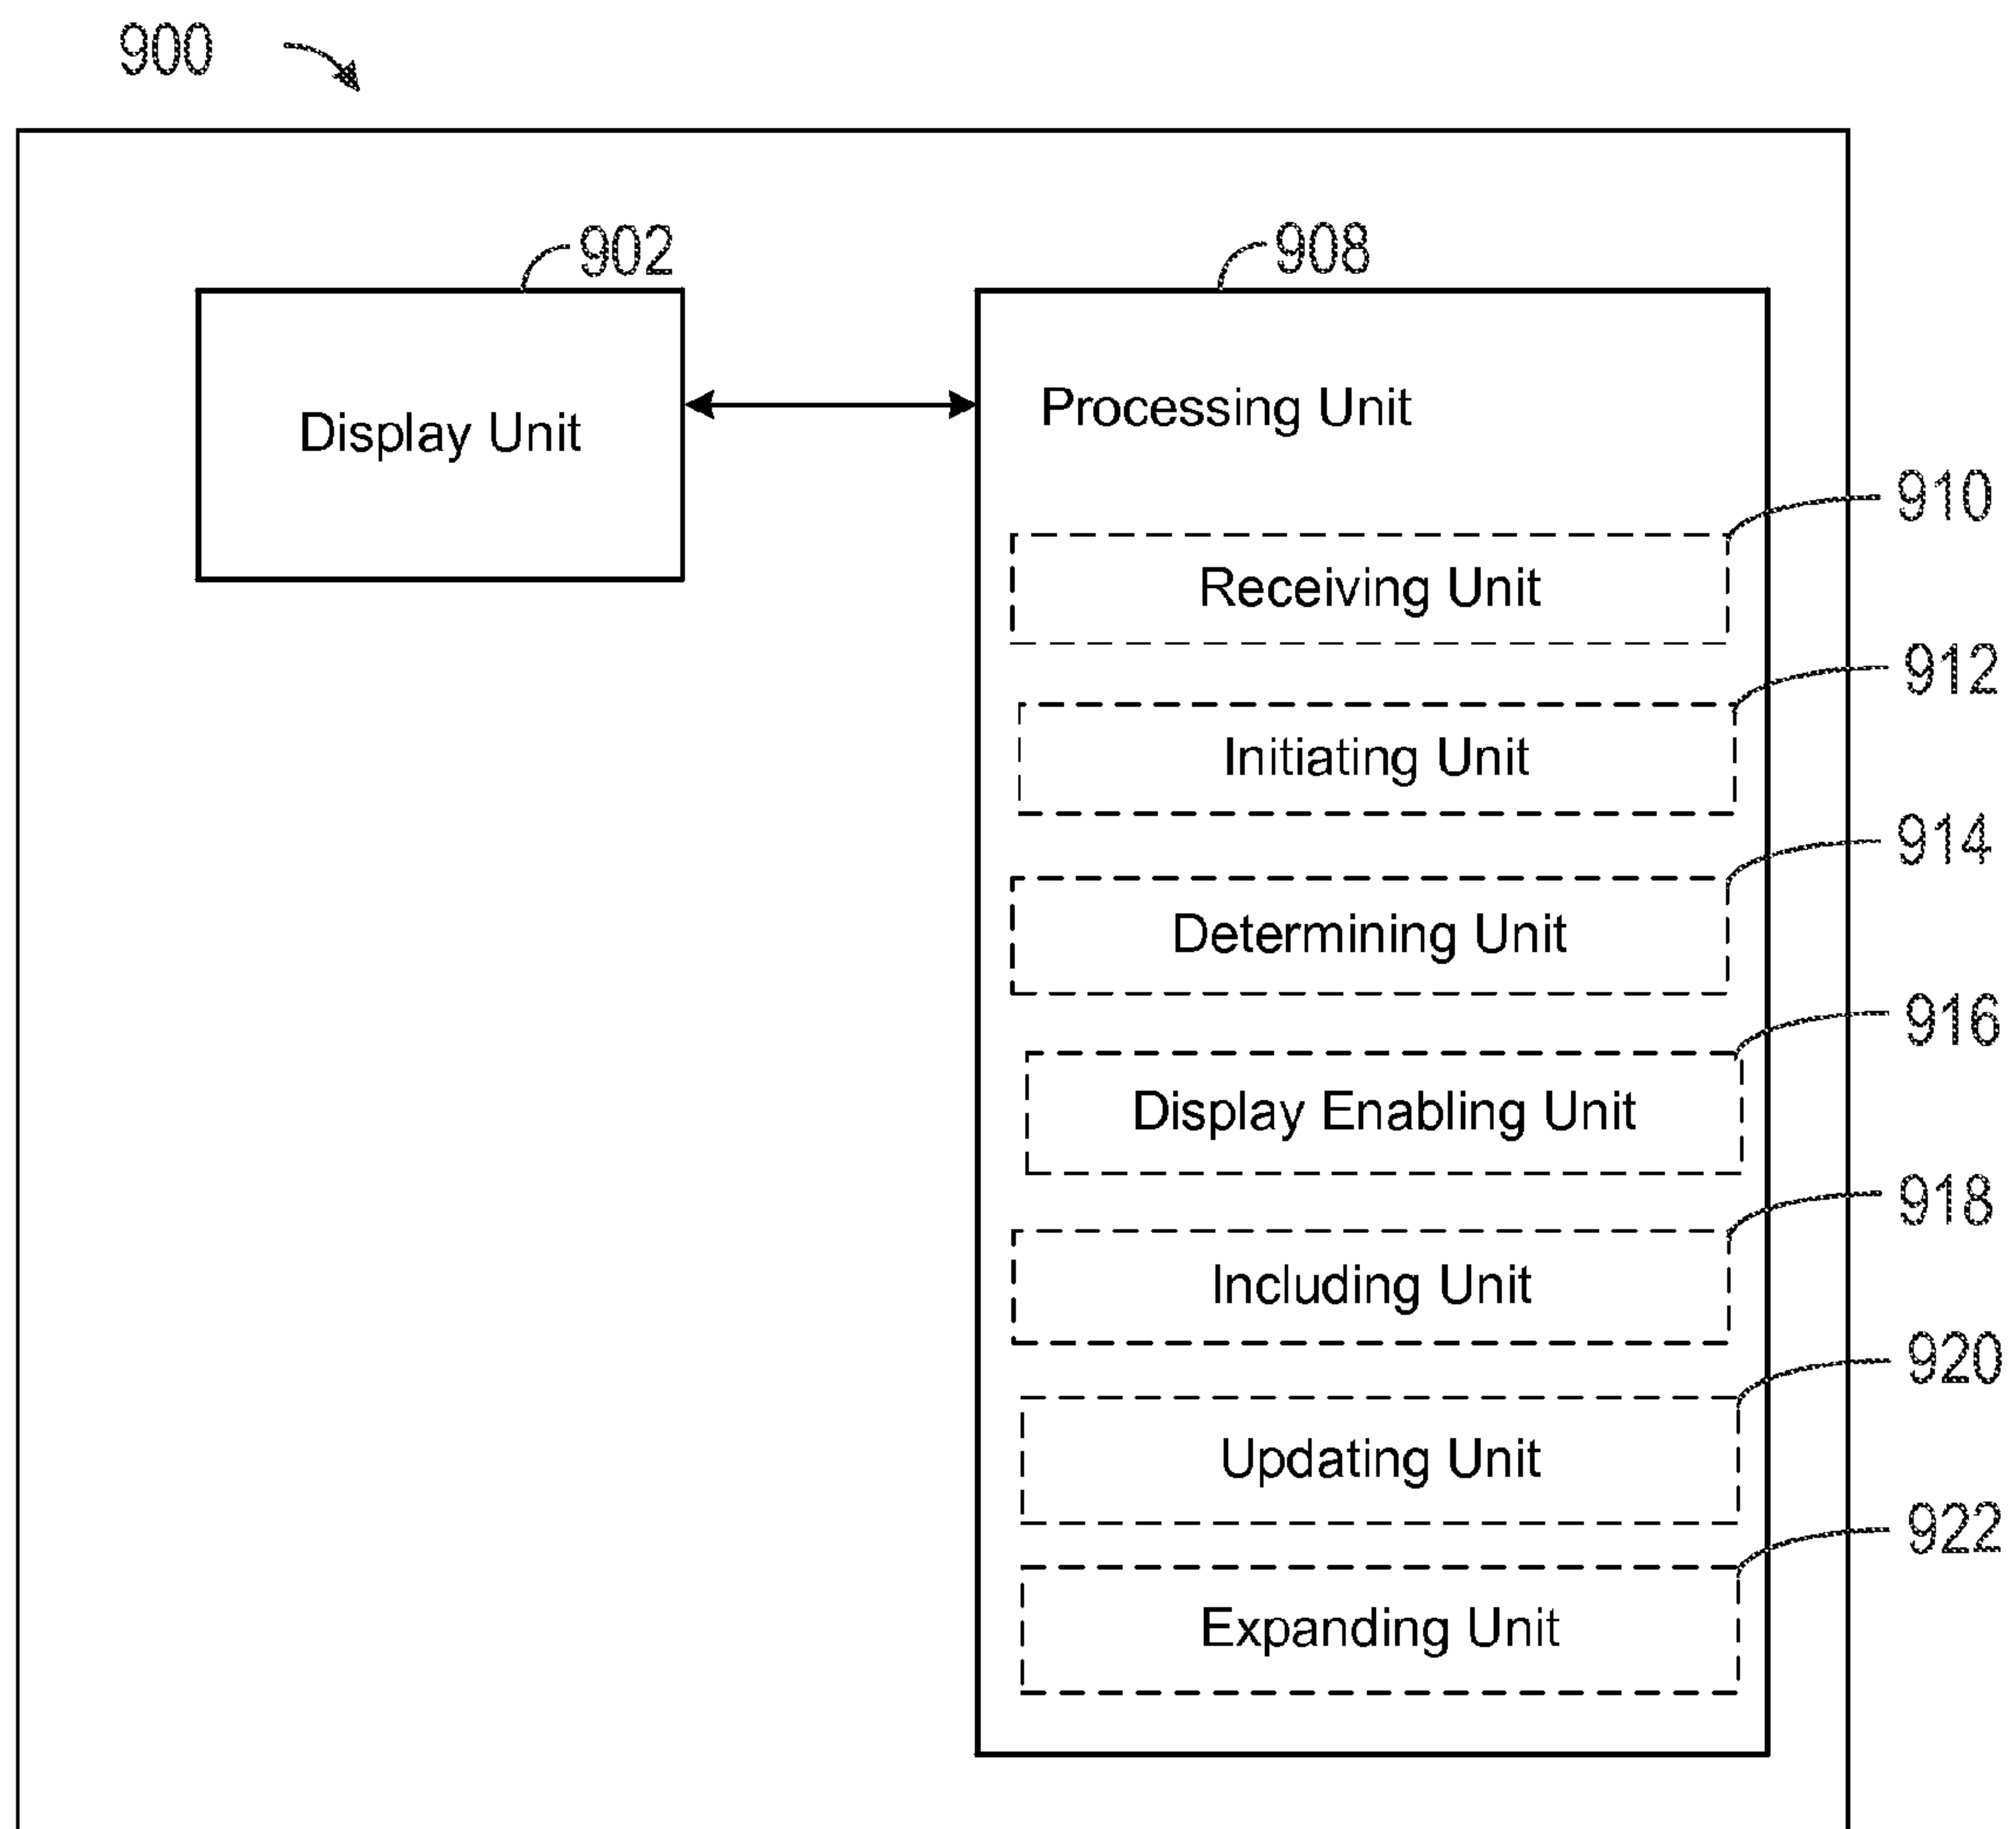 900
902
908
Display Unit
Processing Unit
910
Receiving Unit
912
Initiating Unit
914
Determining Unit
916
Display Enabling Unit
918
Including Unit
920
Updating Unit
922
Expanding Unit